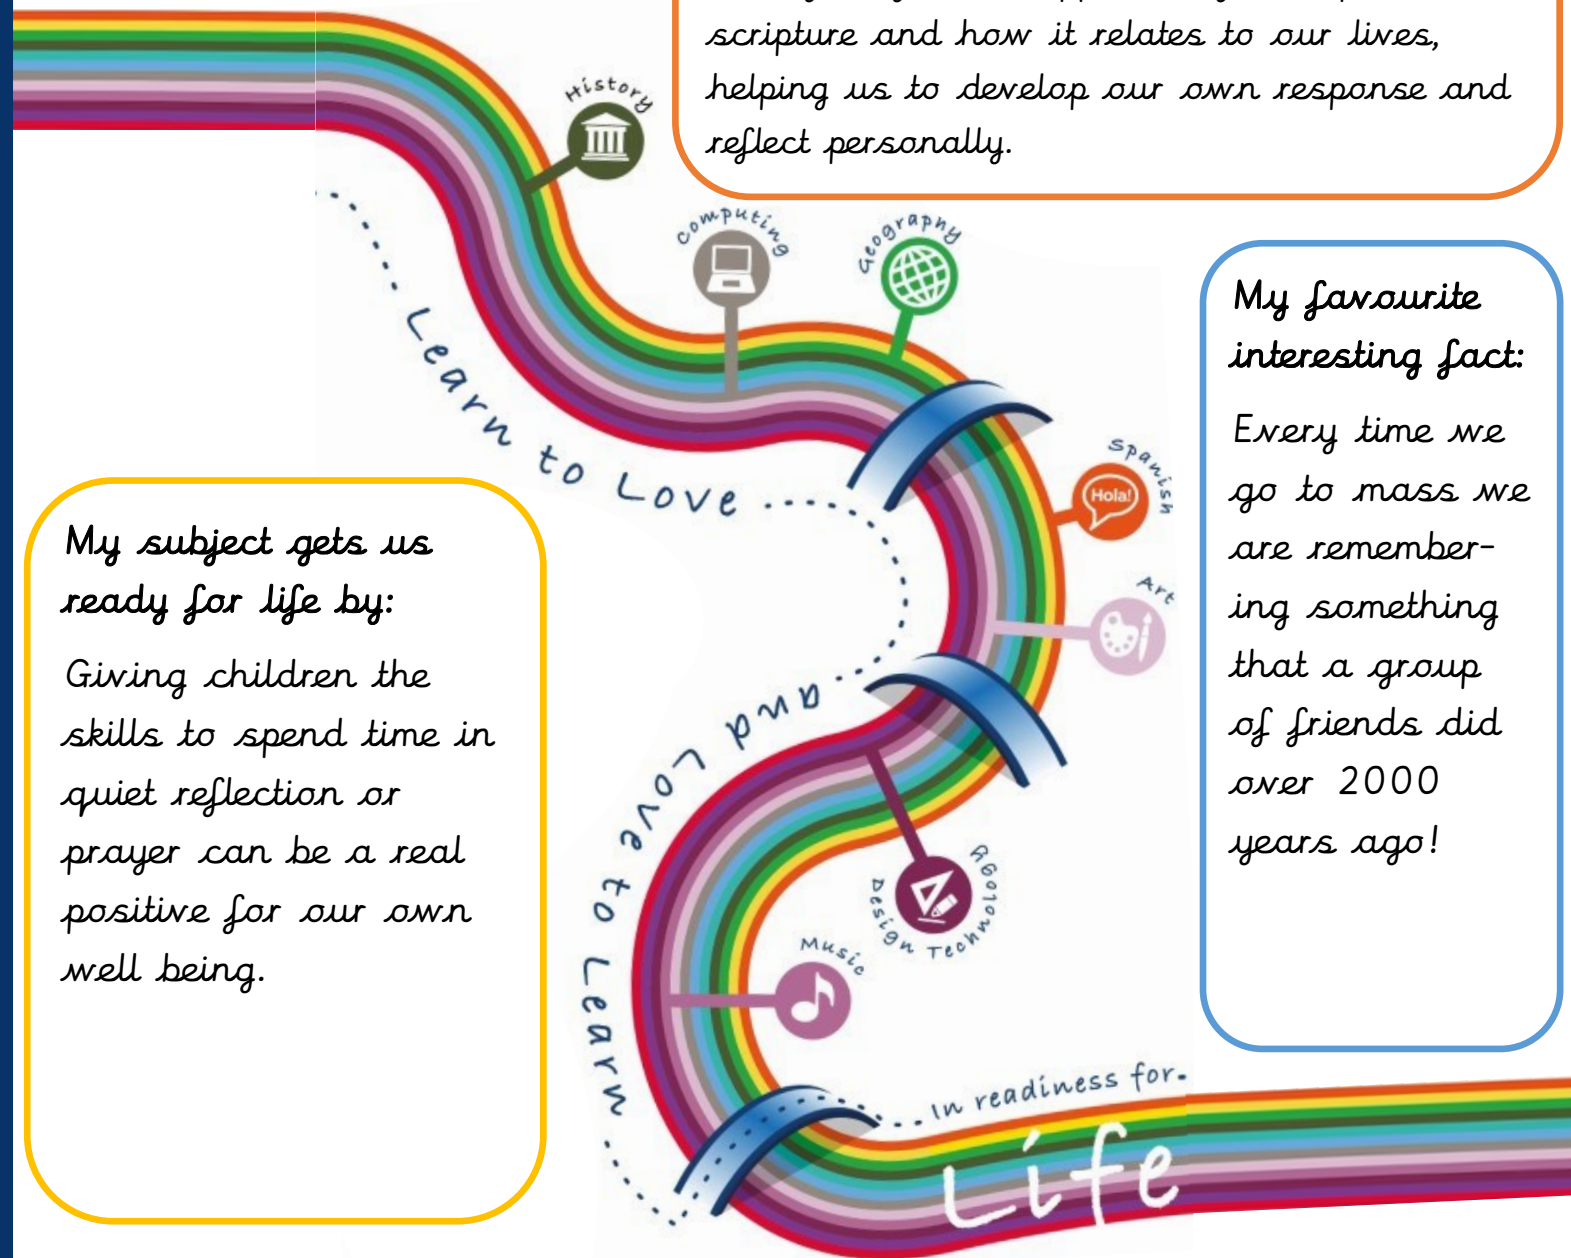 scripture and how it relates to our lives,
helping us to develop our own response and
reflect personally.
History
Computing
Geography
My favourite
interesting fact:
Every time we
go to mass we
are remember-
ing something
that a group
of friends did
over 2000
years ago!
Learn to Love
Spanish
Hola!
Art
My subject gets us
ready for life by:
Giving children the
skills to spend time in
quiet reflection or
prayer can be a real
positive for our own
well being.
and Love to Learn
Design Technology
Music
In readiness for
Life